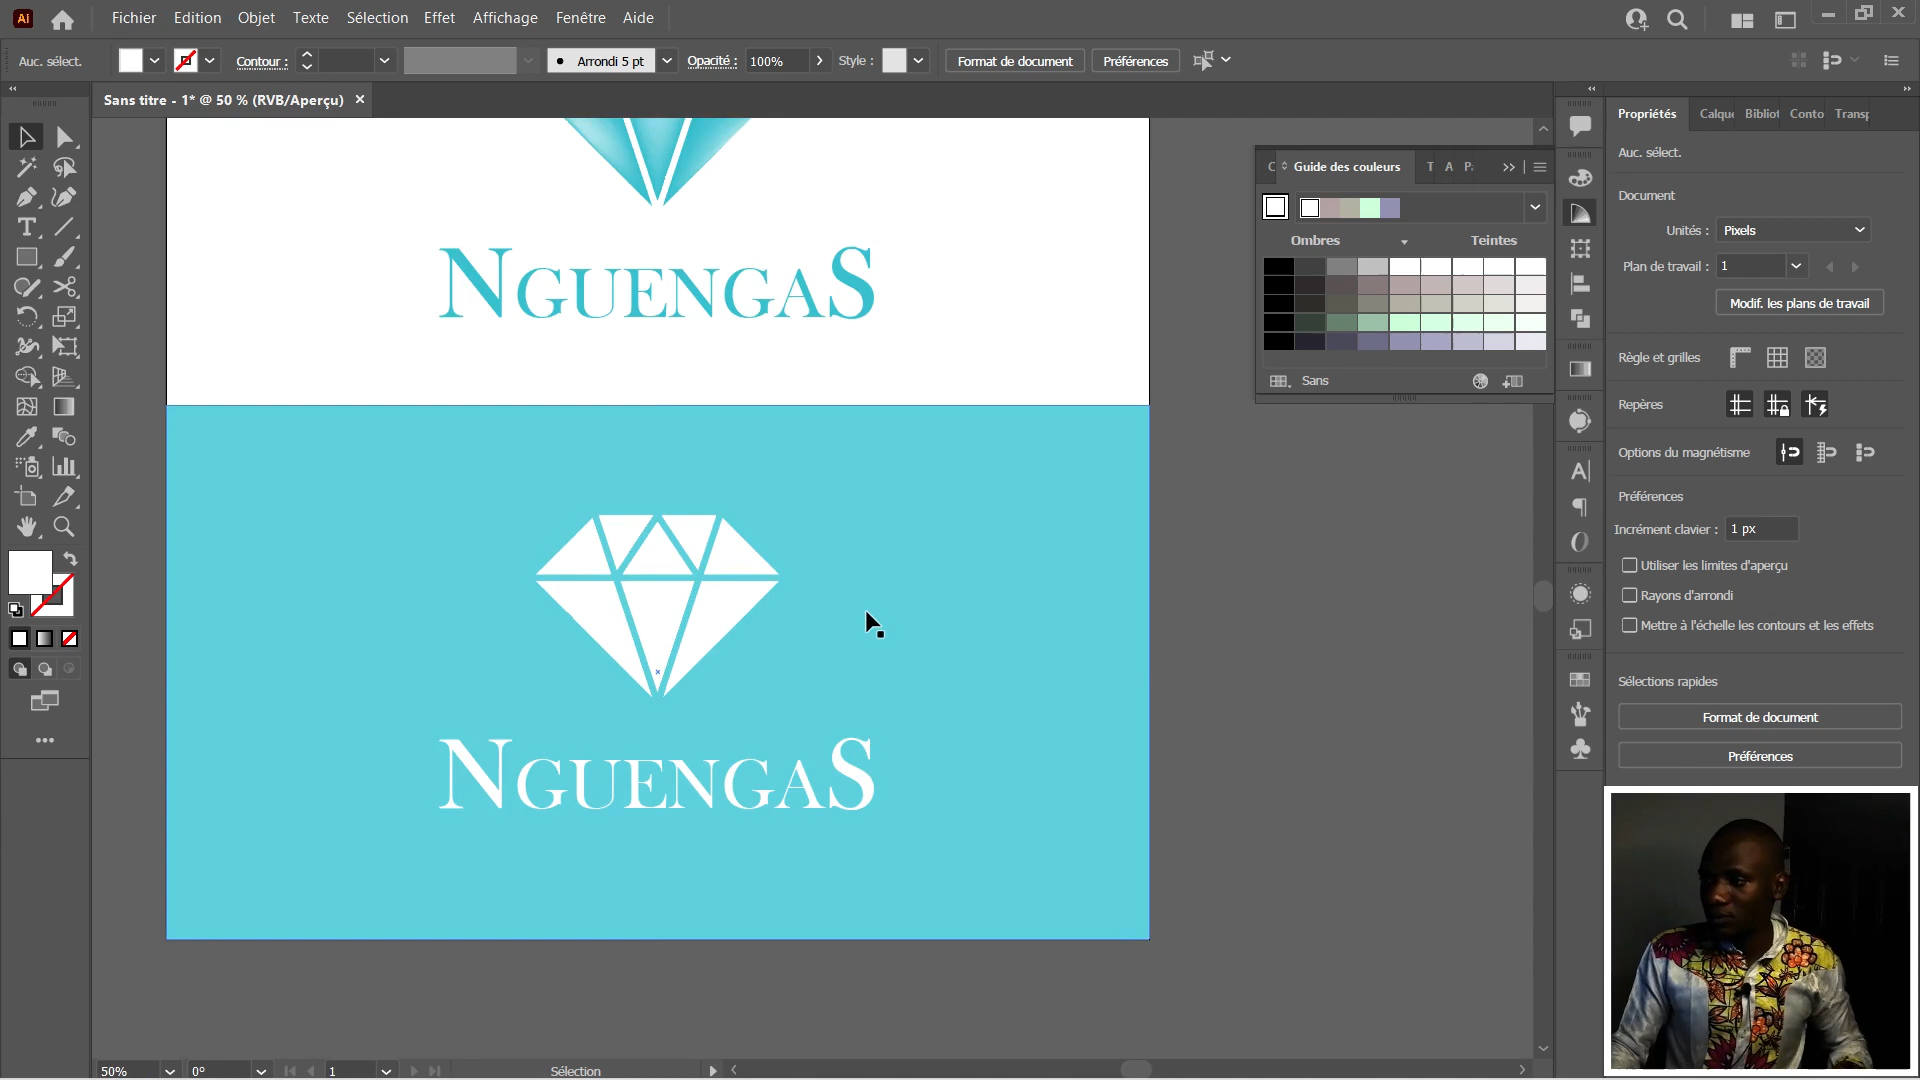 Ai
Fichier Edition Objet Texte Sélection Effet Affichage Fenêtre Aide
Auc. sélect. Contour : Arrondi 5 pt Opacité : 100% Style : Format de document Préférences
Sans titre - 1* @ 50 % (RVB/Aperçu) ×
Propriétés Calque Bibliot Conto Transp
Auc. sélect.
Document
Unités : Pixels
Plan de travail : 1
Modif. les plans de travail
Règle et grilles
Repères
Options du magnétisme
Préférences
Incrément clavier : 1 px
Utiliser les limites d'aperçu
Rayons d'arrondi
Mettre à l'échelle les contours et les effets
Sélections rapides
Format de document
Préférences
C Guide des couleurs T A P
Ombres Teintes
Sans
NGUENGAS
NGUENGAS
50% 0° 1 Sélection